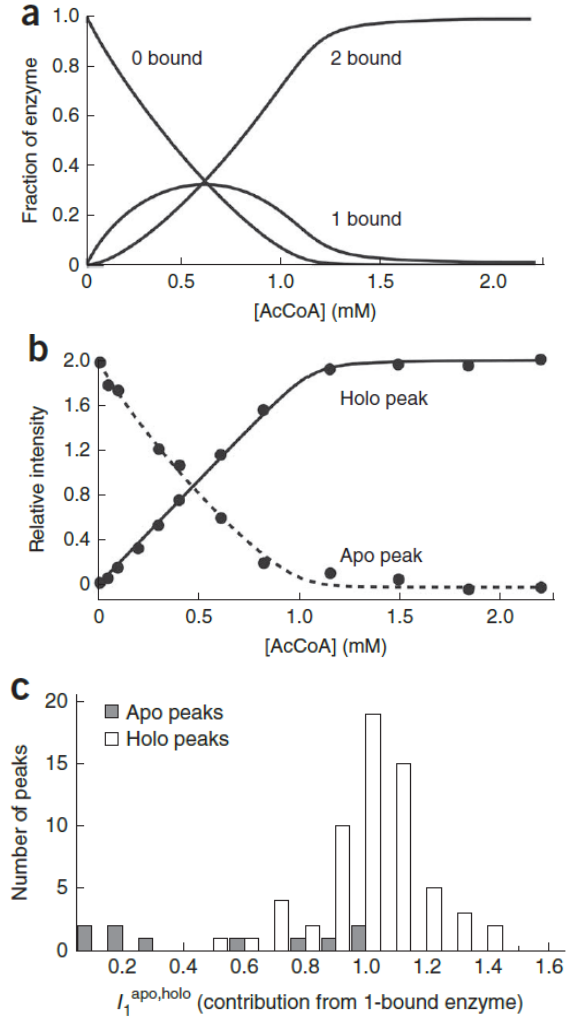 a
1.0
0.8
0.6
0.4
0.2
0
Fraction of enzyme
0 bound
2 bound
1 bound
0.5
1.0
1.5
2.0
[AcCoA] (mM)
b
2.0
1.6
1.2
0.8
0.4
0
Relative intensity
Holo peak
Apo peak
0
0.5
1.0
1.5
2.0
[AcCoA] (mM)
c
20
15
10
5
0
Number of peaks
Apo peaks
Holo peaks
0.2
0.4
0.6
0.8
1.0
1.2
1.4
1.6
I₁ᵃᵖᵒ,ʰᵒˡᵒ (contribution from 1-bound enzyme)